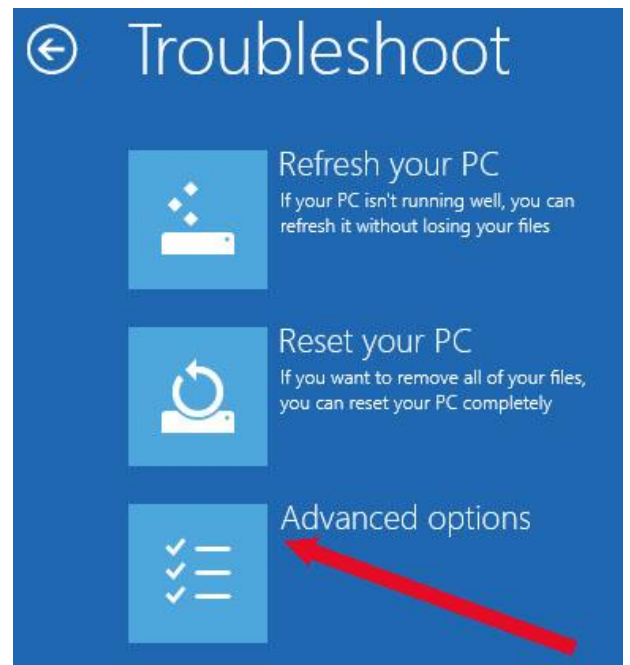 Troubleshoot
Refresh your PC
If your PC isn't running well, you can
refresh it without losing your files
Reset your PC
If you want to remove all of your files,
you can reset your PC completely
Advanced options